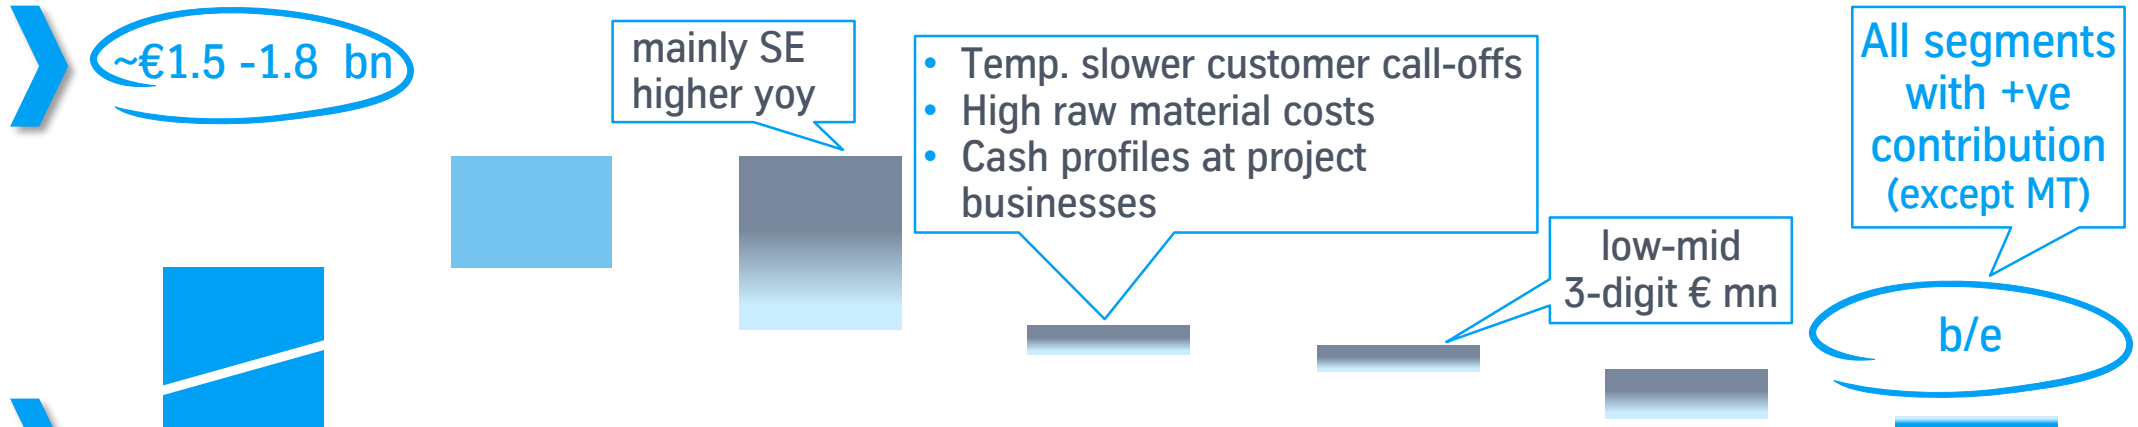 ~€1.5 -1.8 bn
mainly SE
higher yoy
• Temp. slower customer call-offs
• High raw material costs
• Cash profiles at project
businesses
low-mid
3-digit € mn
All segments
with +ve
contribution
(except MT)
b/e